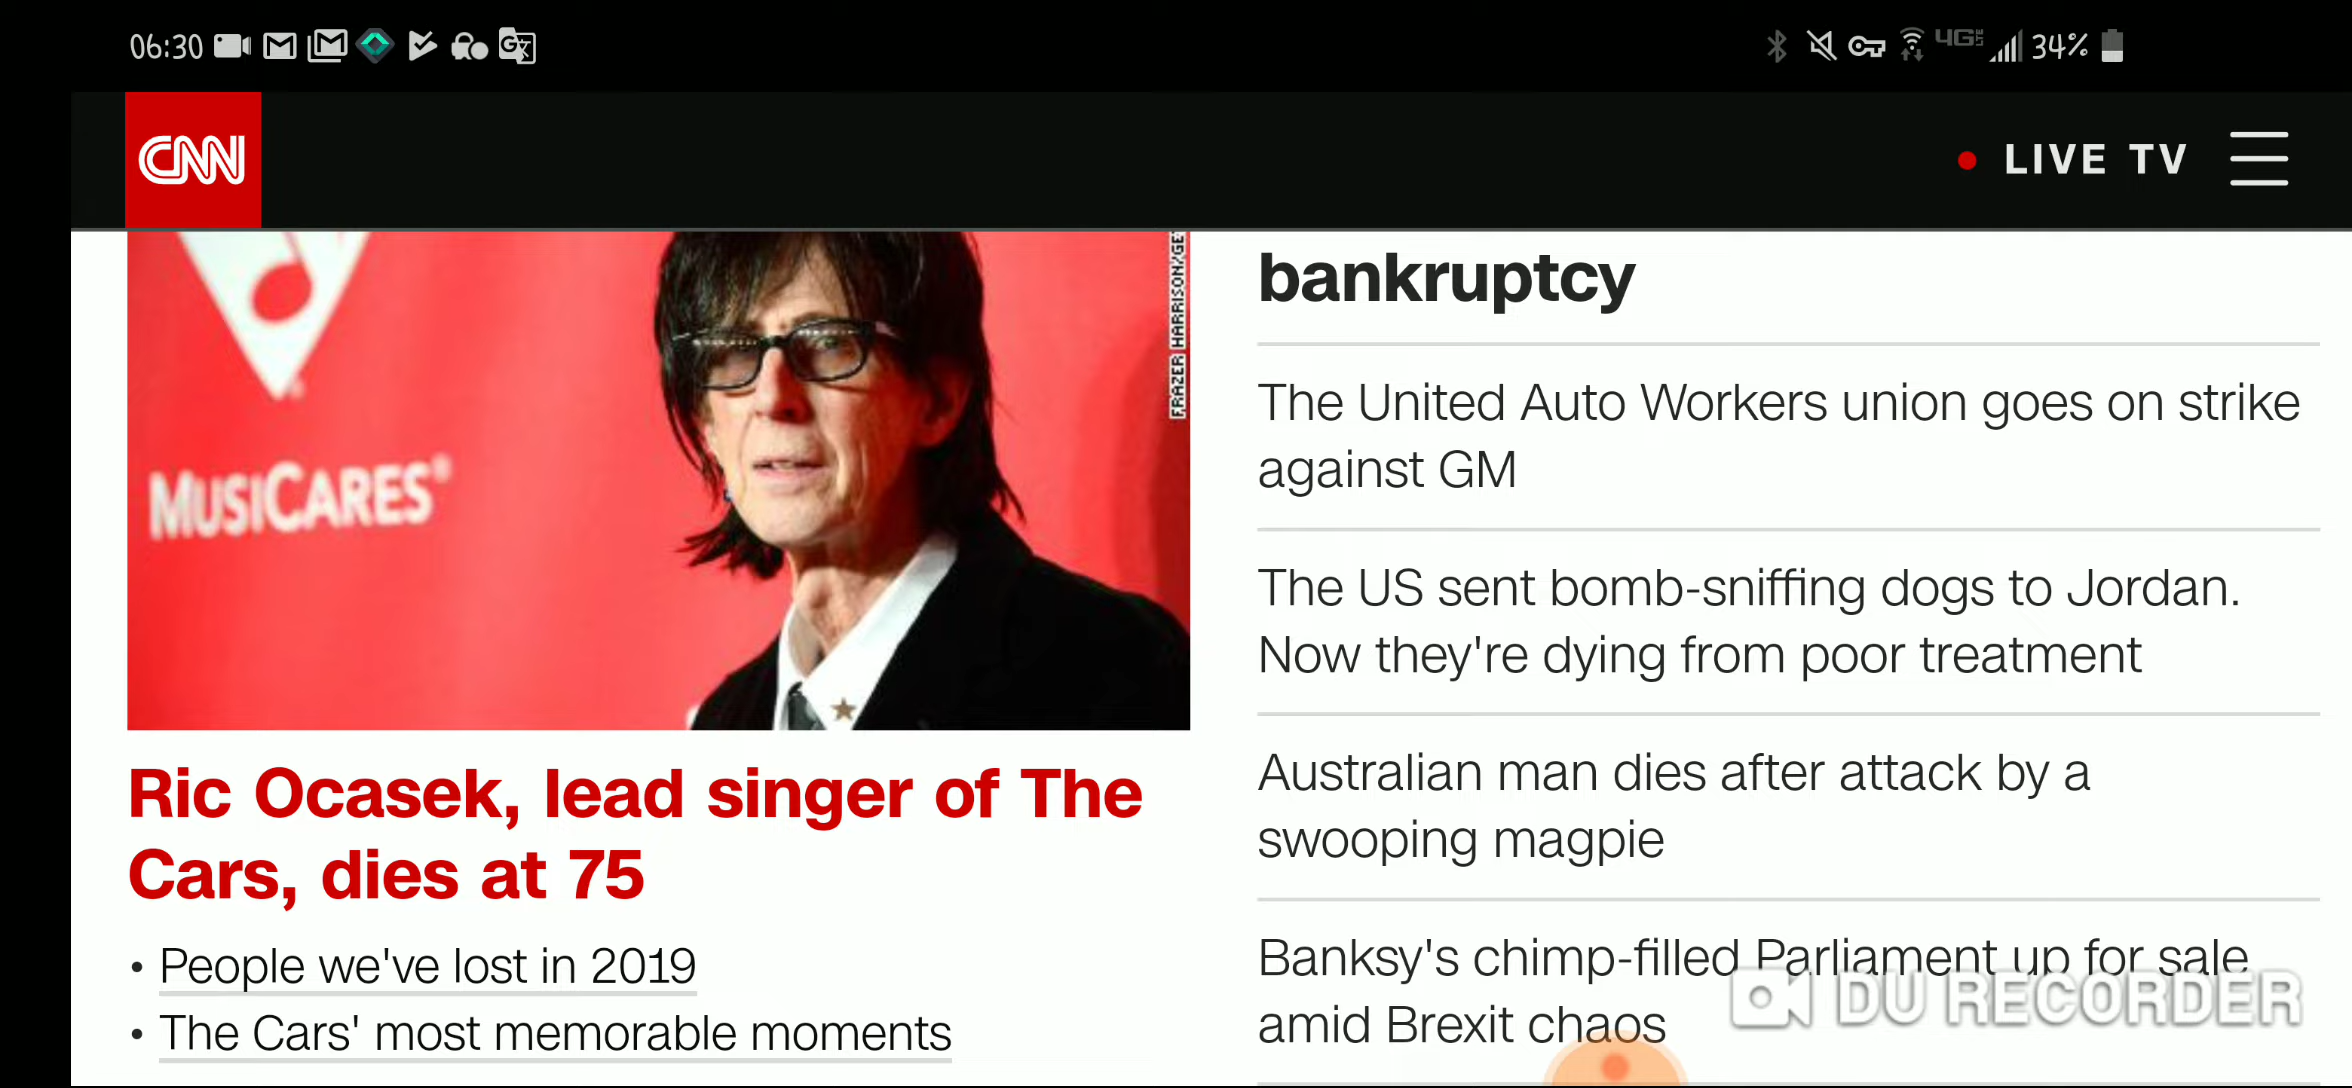 06:30
4G LTE 34%
CNN
LIVE TV
MUSICARES®
FRAZER HARRISON/GE
Ric Ocasek, lead singer of The
Cars, dies at 75
• People we've lost in 2019
• The Cars' most memorable moments
bankruptcy
The United Auto Workers union goes on strike
against GM
The US sent bomb-sniffing dogs to Jordan.
Now they're dying from poor treatment
Australian man dies after attack by a
swooping magpie
Banksy's chimp-filled Parliament up for sale
amid Brexit chaos
DU RECORDER